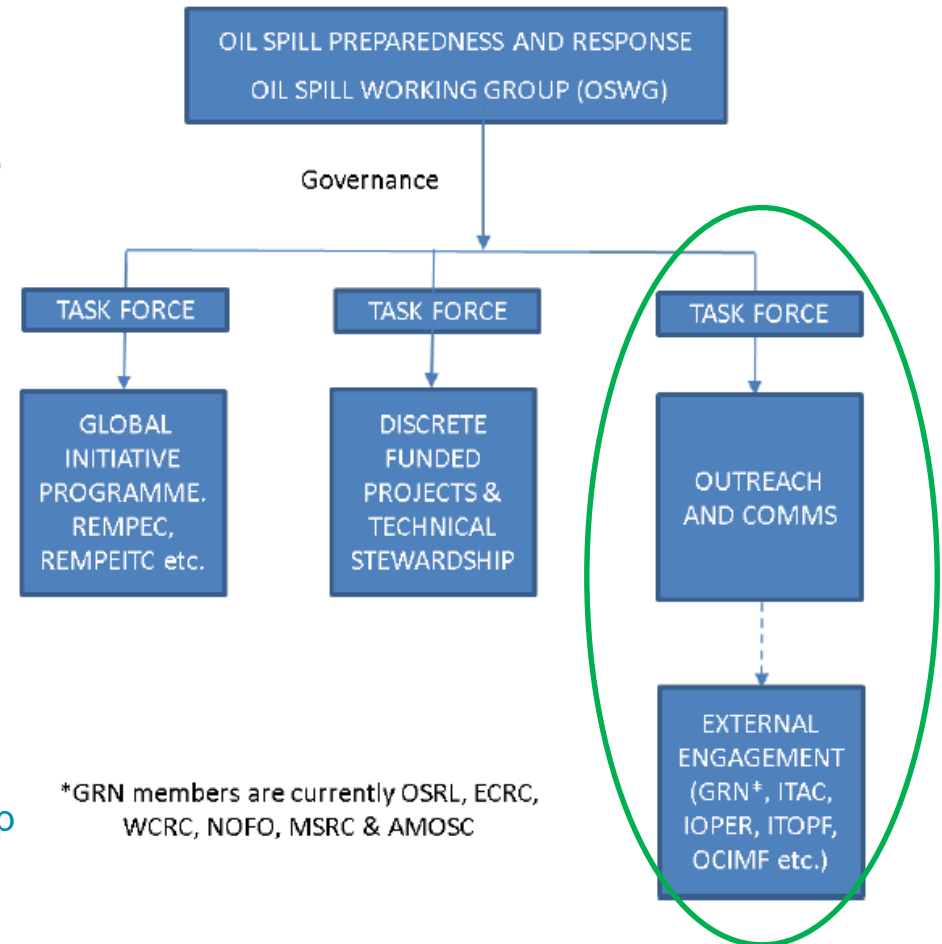 OIL SPILL PREPAREDNESS AND RESPONSE
OIL SPILL WORKING GROUP (OSWG)
Governance
TASK FORCE
TASK FORCE
TASK FORCE
GLOBAL
INITIATIVE
PROGRAMME.
REMPEC,
REMPEITC etc.
DISCRETE
FUNDED
PROJECTS &
TECHNICAL
STEWARDSHIP
OUTREACH
AND COMMS
EXTERNAL
ENGAGEMENT
(GRN*, ITAC,
IOPER, ITOPF,
OCIMF etc.)
*GRN members are currently OSRL, ECRC,
WCRC, NOFO, MSRC & AMOSC